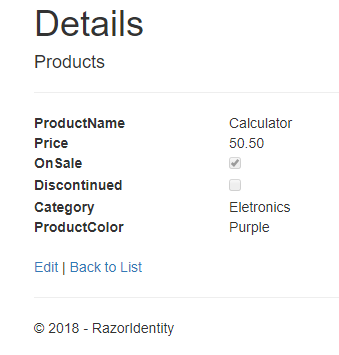 Details
Products
ProductName Calculator
Price 50.50
OnSale
Discontinued
Category Eletronics
ProductColor Purple
Edit | Back to List
© 2018 - RazorIdentity